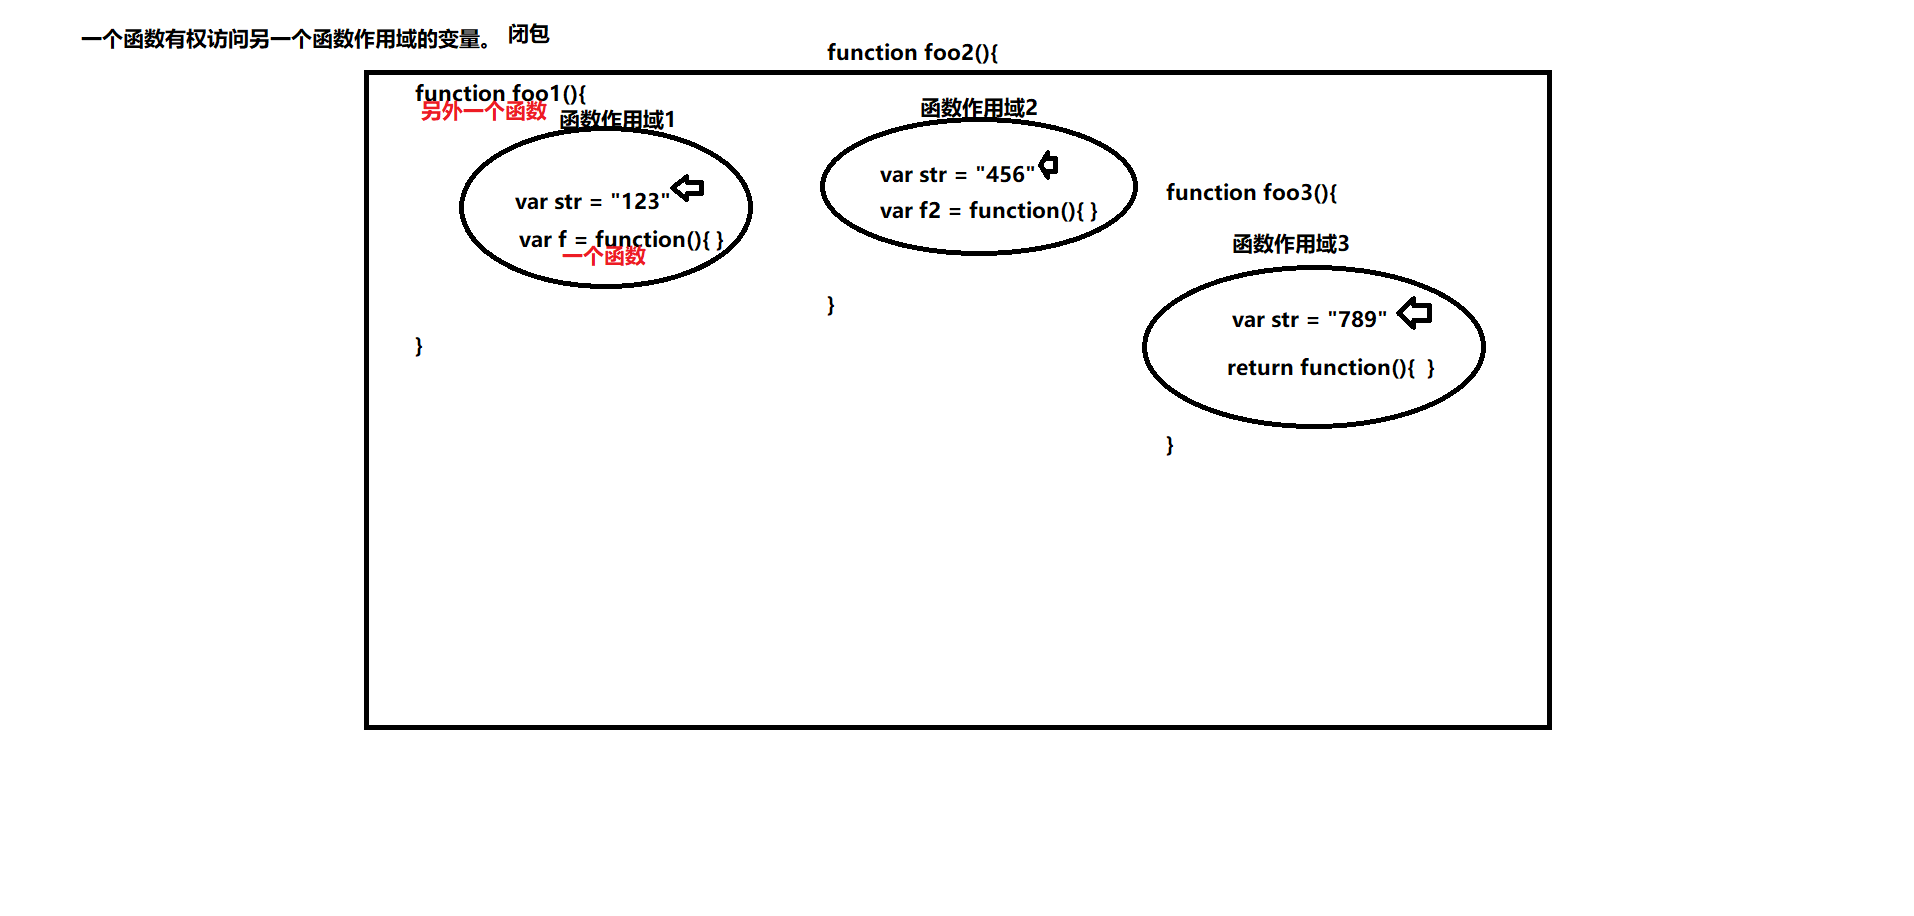 一个函数有权访问另一个函数作用域的变量。 闭包
function foo1(){
另外一个函数
函数作用域1
var str = "123"
var f = function(){ }
一个函数
}
function foo2(){
函数作用域2
var str = "456"
var f2 = function(){ }
}
function foo3(){
函数作用域3
var str = "789"
return function(){  }
}